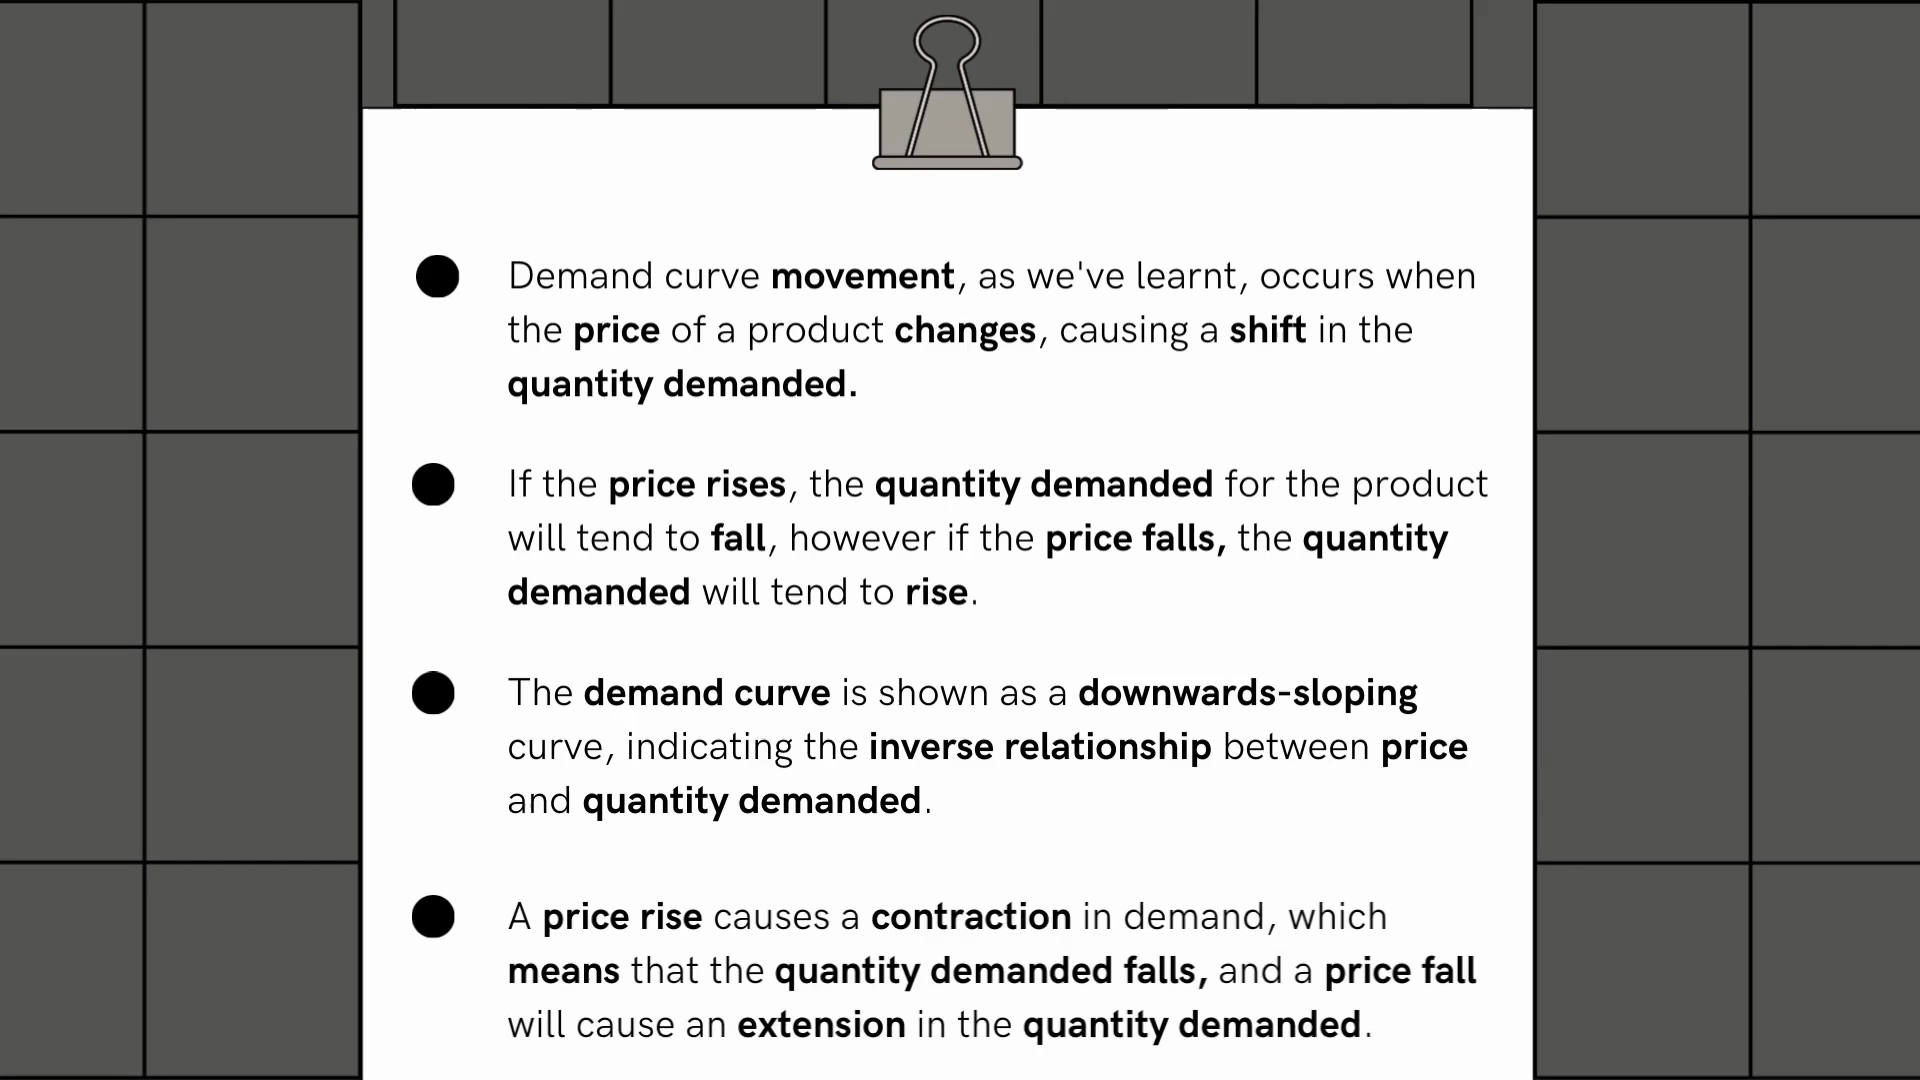 Demand curve movement, as we've learnt, occurs when
the price of a product changes, causing a shift in the
quantity demanded.
If the price rises, the quantity demanded for the product
will tend to fall, however if the price falls, the quantity
demanded will tend to rise.
The demand curve is shown as a downwards-sloping
curve, indicating the inverse relationship between price
and quantity demanded.
A price rise causes a contraction in demand, which
means that the quantity demanded falls, and a price fall
will cause an extension in the quantity demanded.